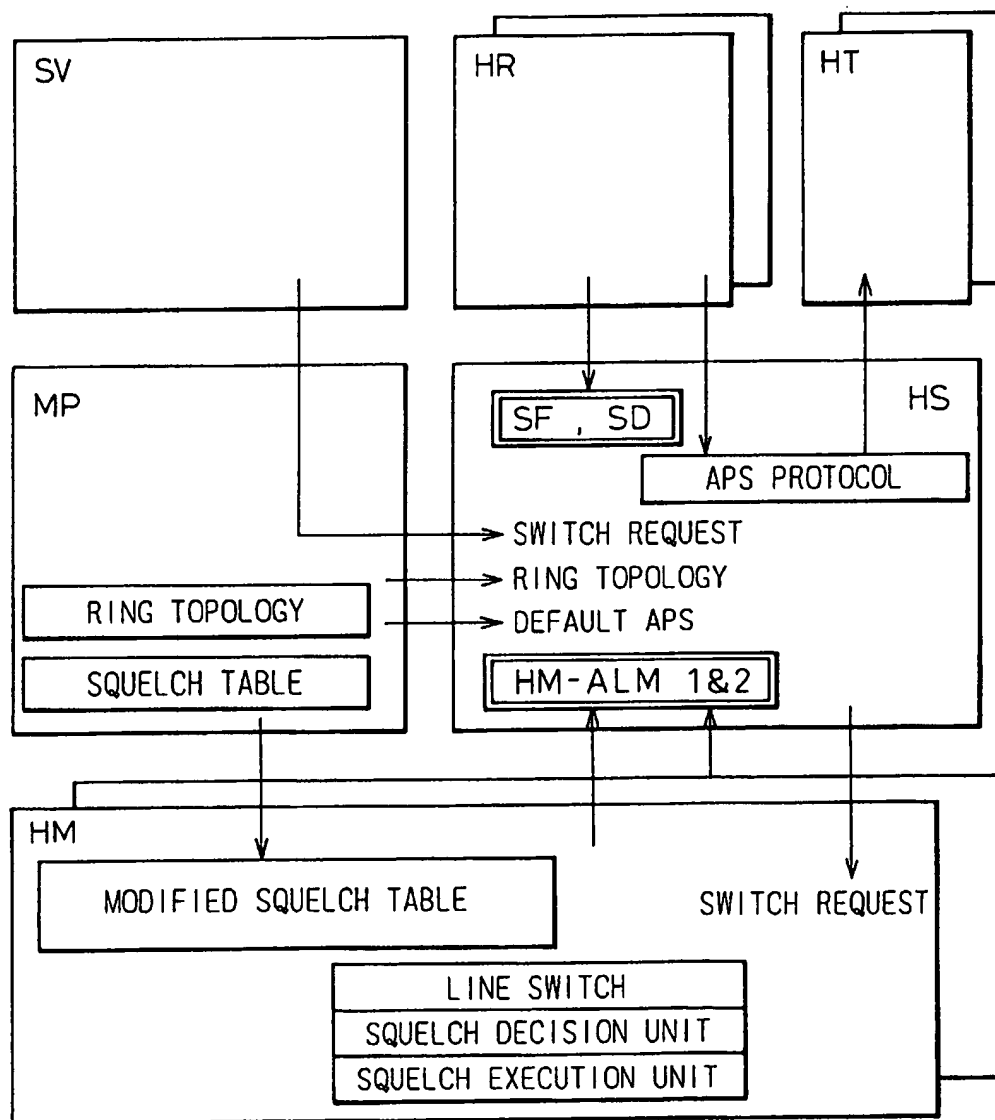 SV
HR
HT
MP
HS
SF , SD
APS PROTOCOL
SWITCH REQUEST
RING TOPOLOGY
DEFAULT APS
RING TOPOLOGY
SQUELCH TABLE
HM-ALM 1&2
HM
MODIFIED SQUELCH TABLE
SWITCH REQUEST
LINE SWITCH
SQUELCH DECISION UNIT
SQUELCH EXECUTION UNIT